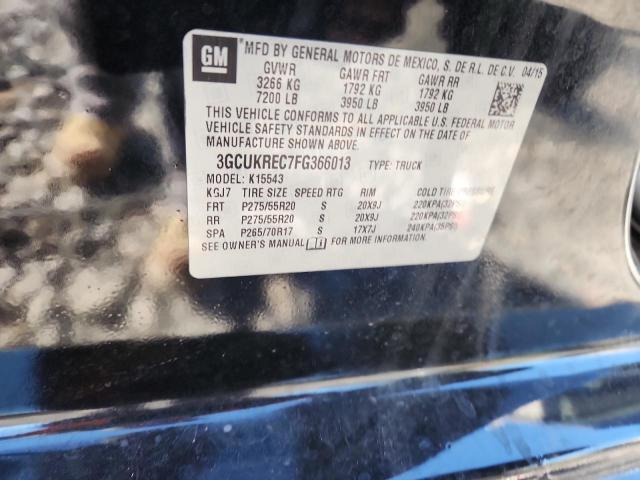 GM MFD BY GENERAL MOTORS DE MEXICO, S. DE R.L. DE C.V. 04/15
GVWR GAWR FRT GAWR RR
3266 KG 1792 KG 1792 KG
7200 LB 3950 LB 3950 LB
THIS VEHICLE CONFORMS TO ALL APPLICABLE U.S. FEDERAL MOTOR
VEHICLE SAFETY STANDARDS IN EFFECT ON THE DATE OF
MANUFACTURE SHOWN ABOVE.
3GCUKREC7FG366013 TYPE: TRUCK
MODEL: K15543
KGJ7 TIRE SIZE SPEED RTG RIM COLD TIRE PRESSURE
FRT P275/55R20 S 20X9J 220KPA(32PSI)
RR P275/55R20 S 20X9J 220KPA(32PSI)
SPA P265/70R17 S 17X7J 240KPA(35PSI)
SEE OWNER'S MANUAL FOR MORE INFORMATION.